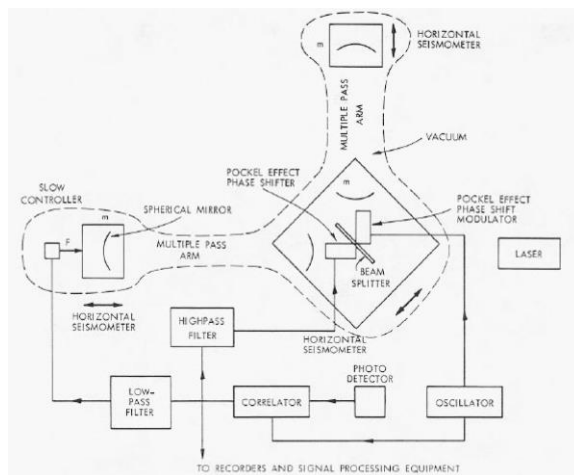 m
HORIZONTAL
SEISMOMETER
MULTIPLE PASS
ARM
VACUUM
POCKEL EFFECT
PHASE SHIFTER
m
SLOW
CONTROLLER
SPHERICAL MIRROR
m
F
POCKEL EFFECT
PHASE SHIFT
MODULATOR
MULTIPLE PASS
ARM
BEAM
SPLITTER
LASER
HORIZONTAL
SEISMOMETER
HIGHPASS
FILTER
HORIZONTAL
SEISMOMETER
PHOTO
DETECTOR
LOW-
PASS
FILTER
CORRELATOR
OSCILLATOR
TO RECORDERS AND SIGNAL PROCESSING EQUIPMENT